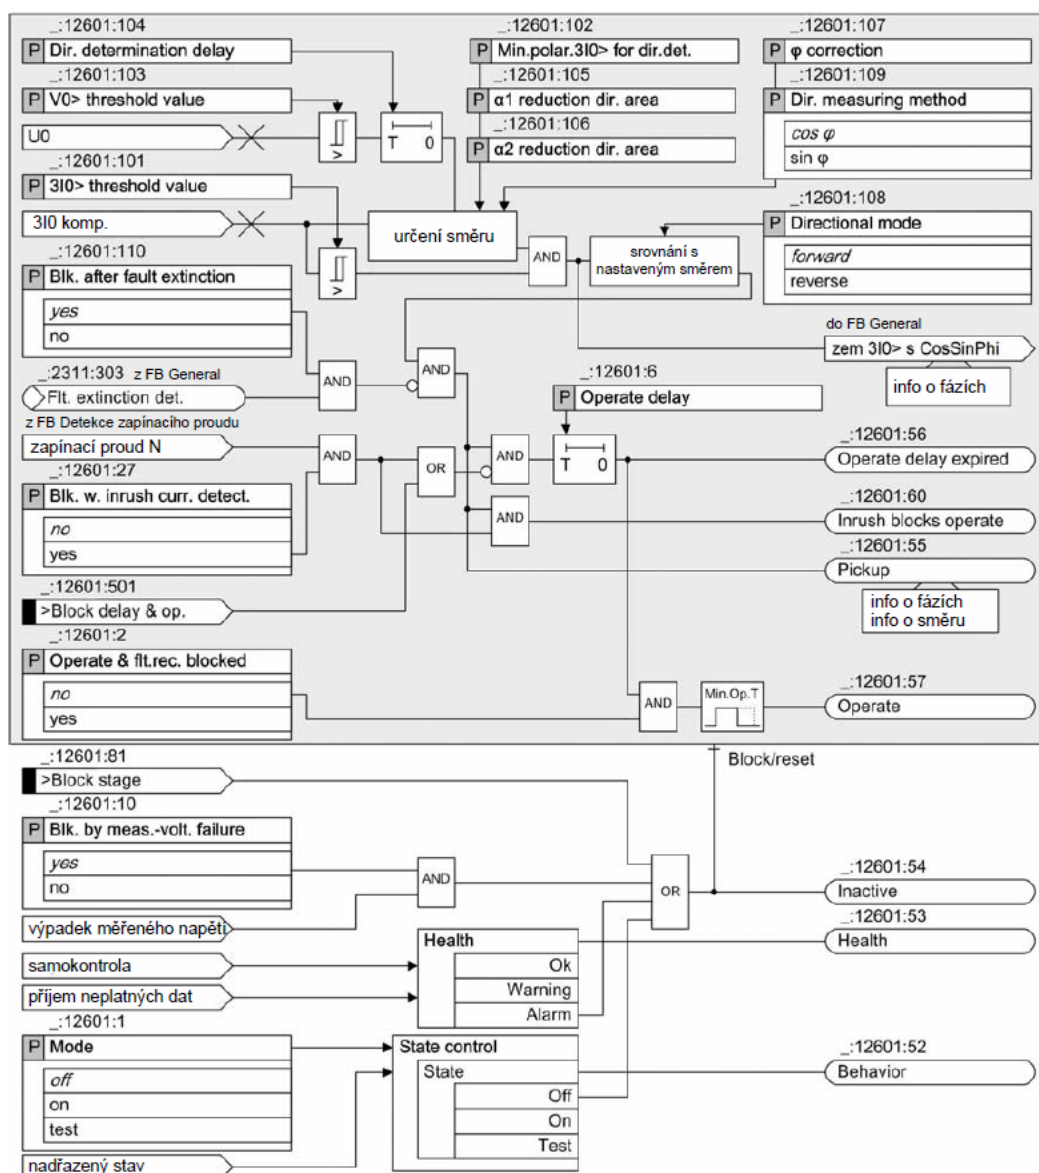 _:12601:104
P Dir. determination delay
_:12601:103
P V0> threshold value
U0
_:12601:101
P 3I0> threshold value
3I0 komp.
_:12601:110
P Blk. after fault extinction
yes
no
_:2311:303 z FB General
Flt. extinction det.
z FB Detekce zapínacího proudu
zapínací proud N
_:12601:27
P Blk. w. inrush curr. detect.
no
yes
_:12601:501
>Block delay & op.
_:12601:2
P Operate & flt.rec. blocked
no
yes
>
T 0
>
_:12601:102
P Min.polar.3I0> for dir.det.
_:12601:105
P α1 reduction dir. area
_:12601:106
P α2 reduction dir. area
určení směru
AND
srovnání s
nastaveným směrem
_:12601:107
P φ correction
_:12601:109
P Dir. measuring method
cos φ
sin φ
_:12601:108
P Directional mode
forward
reverse
do FB General
zem 3I0> s CosSinPhi
info o fázích
AND
AND
AND
OR
AND
AND
_:12601:6
P Operate delay
T 0
_:12601:56
Operate delay expired
_:12601:60
Inrush blocks operate
_:12601:55
Pickup
info o fázích
info o směru
AND
Min.Op.T
_:12601:57
Operate
Block/reset
_:12601:81
>Block stage
_:12601:10
P Blk. by meas.-volt. failure
yes
no
výpadek měřeného napětí
AND
OR
_:12601:54
Inactive
_:12601:53
Health
samokontrola
příjem neplatných dat
Health
Ok
Warning
Alarm
_:12601:1
P Mode
off
on
test
nadřazený stav
State control
State
Off
On
Test
_:12601:52
Behavior